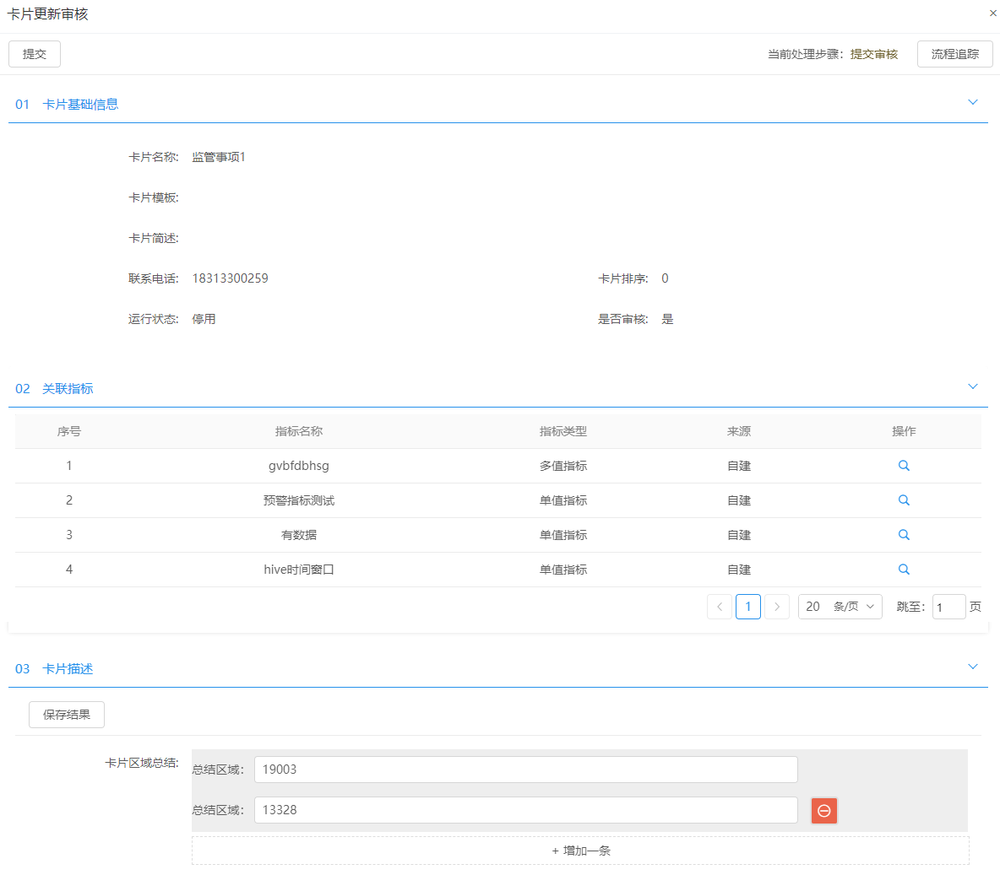 卡片更新审核
提交 当前处理步骤： 提交审核 流程追踪
01 卡片基础信息
卡片名称: 监管事项1
卡片模板:
卡片简述:
联系电话: 18313300259 卡片排序: 0
运行状态: 停用 是否审核: 是
02 关联指标
序号 指标名称 指标类型 来源 操作
1 gvbfdbhsg 多值指标 自建
2 预警指标测试 单值指标 自建
3 有数据 单值指标 自建
4 hive时间窗口 单值指标 自建
1 20 条/页 跳至： 1 页
03 卡片描述
保存结果
卡片区域总结: 总结区域： 19003
总结区域： 13328
+ 增加一条